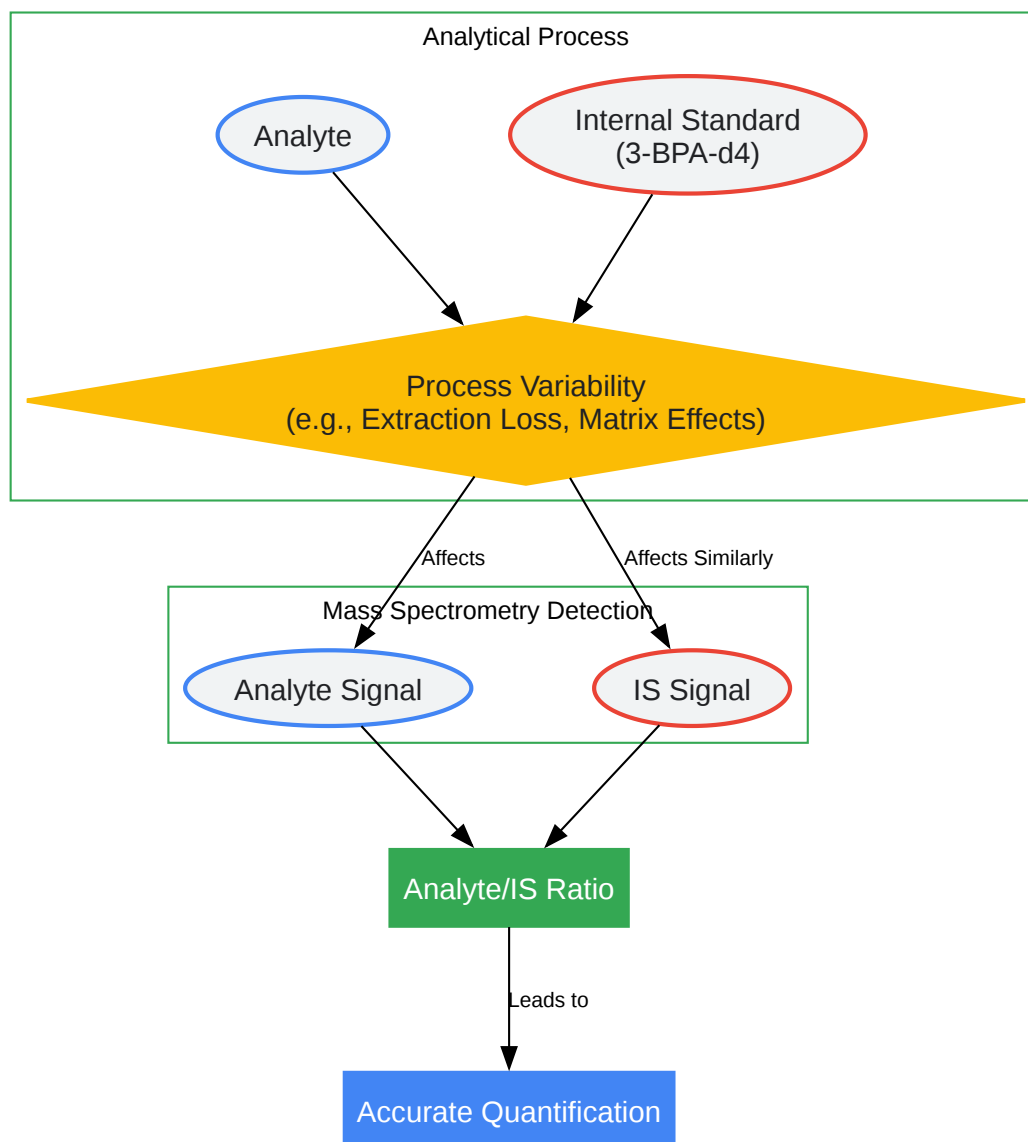 Analytical Process
Analyte
Internal Standard
(3-BPA-d4)
Process Variability
(e.g., Extraction Loss, Matrix Effects)
Affects
Affects Similarly
Mass Spectrometry Detection
Analyte Signal
IS Signal
Analyte/IS Ratio
Leads to
Accurate Quantification